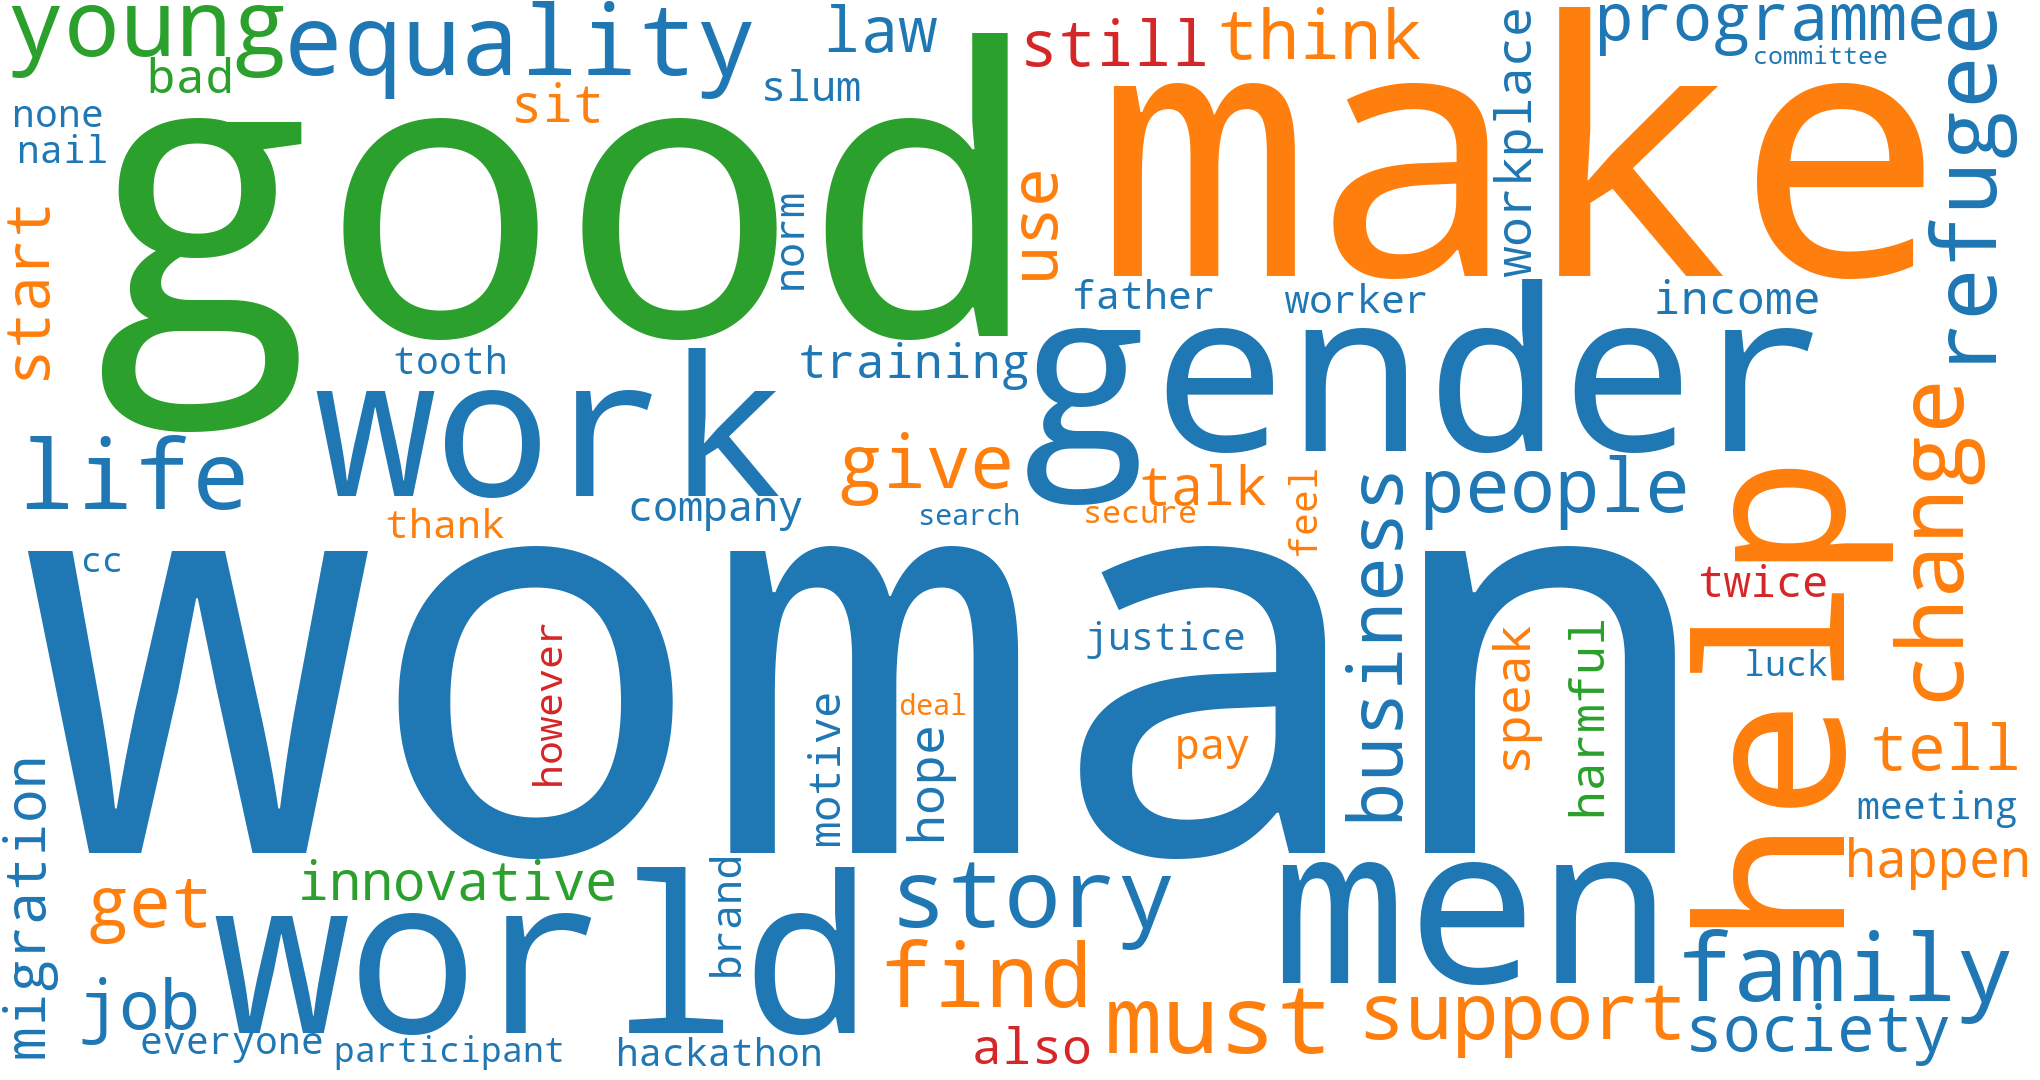 young
equality
law
still
think
programme
committee
bad
sit
slum
workplace
refugee
none
nail
good
make
start
norm
use
father
worker
income
tooth
training
gender
work
life
give
talk
people
change
company
thank
search
secure
feel
business
help
cc
woman
twice
however
justice
speak
harmful
luck
motive
deal
hope
pay
tell
meeting
migration
innovative
get
world
brand
story
men
happen
find
family
job
must
support
society
everyone
participant
hackathon
also